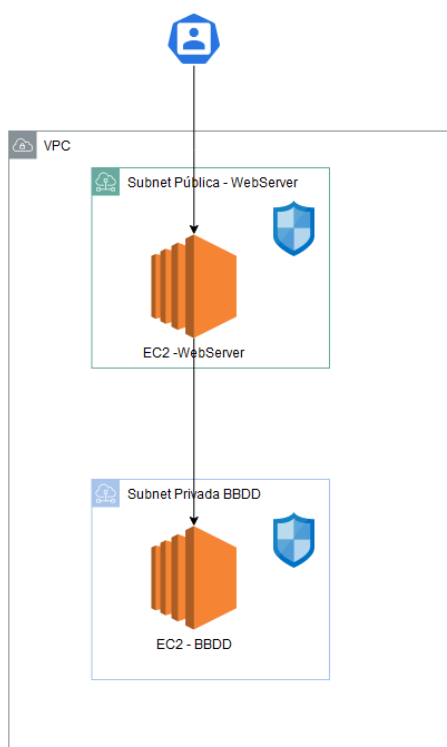 VPC
Subnet Pública - WebServer
EC2 -WebServer
Subnet Privada BBDD
EC2 - BBDD